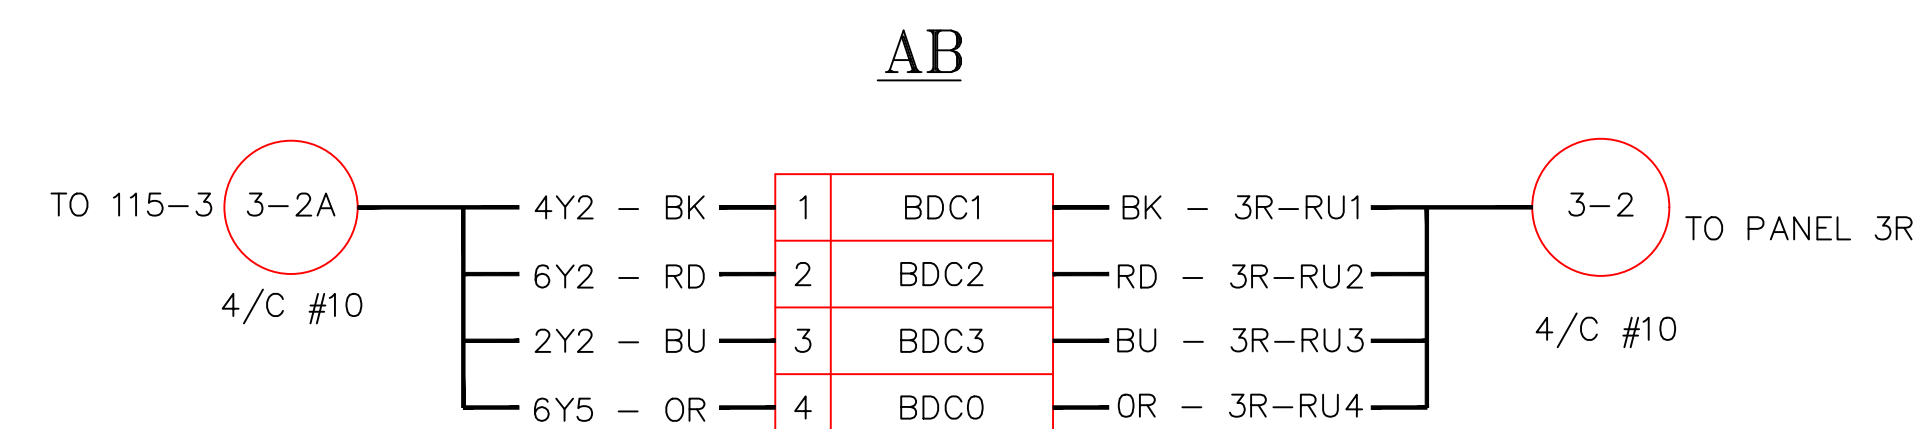 AB
TO 115-3 3-2A 4Y2 - BK 1 BDC1 BK - 3R-RU1 3-2 TO PANEL 3R
6Y2 - RD 2 BDC2 RD - 3R-RU2
4/C #10 2Y2 - BU 3 BDC3 BU - 3R-RU3 4/C #10
6Y5 - OR 4 BDC0 OR - 3R-RU4